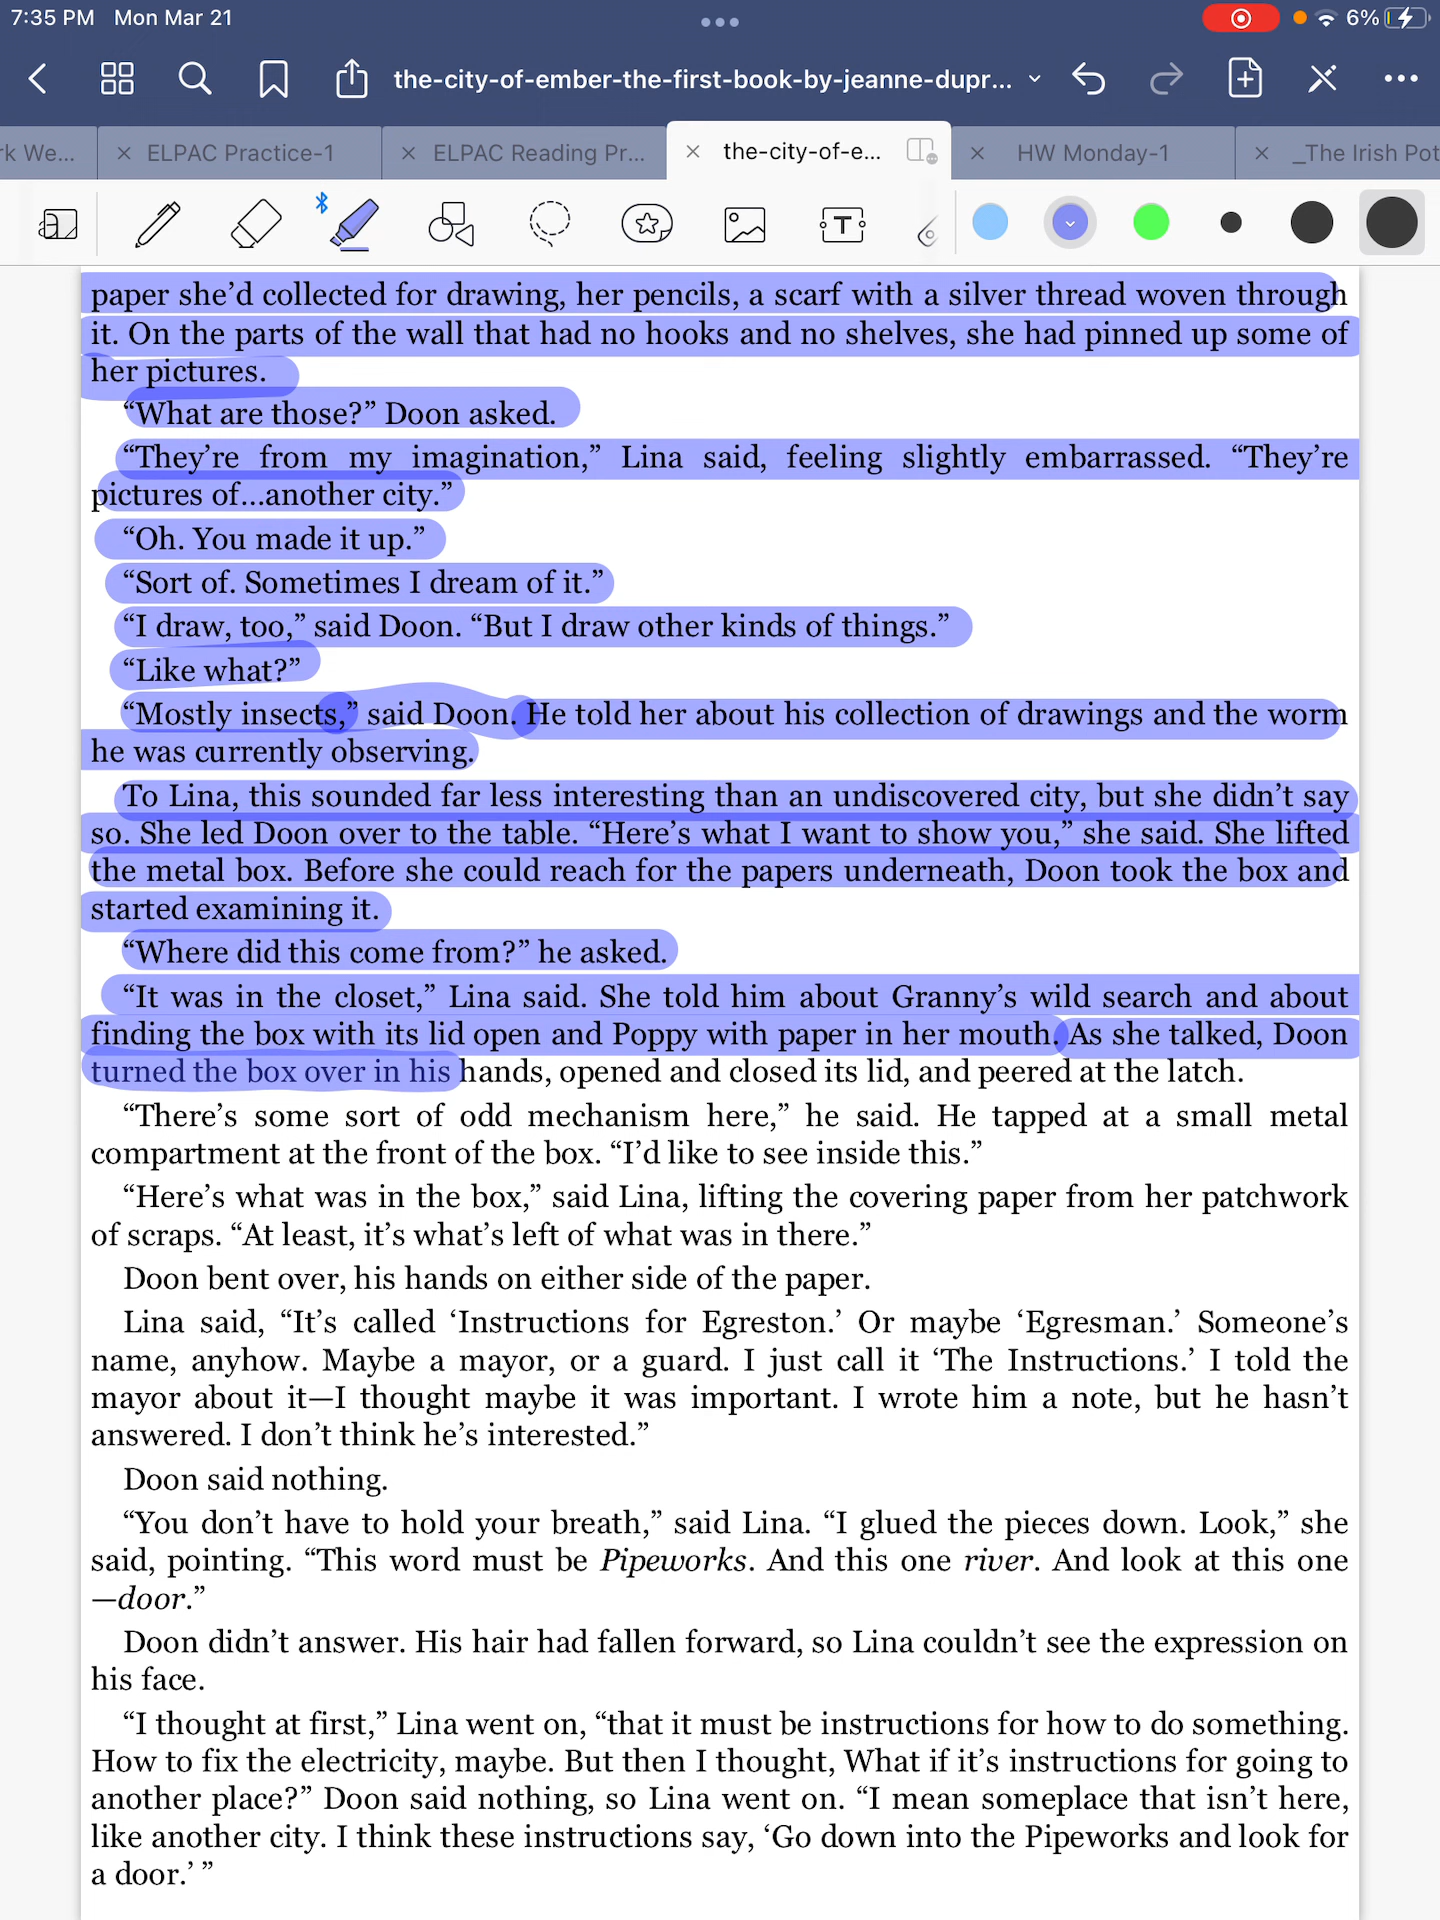 7:35 PM Mon Mar 21
6%
the-city-of-ember-the-first-book-by-jeanne-dupr...
rk We...
ELPAC Practice-1
ELPAC Reading Pr...
the-city-of-e...
HW Monday-1
_The Irish Pot
T
paper she’d collected for drawing, her pencils, a scarf with a silver thread woven through
it. On the parts of the wall that had no hooks and no shelves, she had pinned up some of
her pictures.
“What are those?” Doon asked.
“They’re from my imagination,” Lina said, feeling slightly embarrassed. “They’re
pictures of...another city.”
“Oh. You made it up.”
“Sort of. Sometimes I dream of it.”
“I draw, too,” said Doon. “But I draw other kinds of things.”
“Like what?”
“Mostly insects,” said Doon. He told her about his collection of drawings and the worm
he was currently observing.
To Lina, this sounded far less interesting than an undiscovered city, but she didn’t say
so. She led Doon over to the table. “Here’s what I want to show you,” she said. She lifted
the metal box. Before she could reach for the papers underneath, Doon took the box and
started examining it.
“Where did this come from?” he asked.
“It was in the closet,” Lina said. She told him about Granny’s wild search and about
finding the box with its lid open and Poppy with paper in her mouth. As she talked, Doon
turned the box over in his hands, opened and closed its lid, and peered at the latch.
“There’s some sort of odd mechanism here,” he said. He tapped at a small metal
compartment at the front of the box. “I’d like to see inside this.”
“Here’s what was in the box,” said Lina, lifting the covering paper from her patchwork
of scraps. “At least, it’s what’s left of what was in there.”
Doon bent over, his hands on either side of the paper.
Lina said, “It’s called ‘Instructions for Egreston.’ Or maybe ‘Egresman.’ Someone’s
name, anyhow. Maybe a mayor, or a guard. I just call it ‘The Instructions.’ I told the
mayor about it—I thought maybe it was important. I wrote him a note, but he hasn’t
answered. I don’t think he’s interested.”
Doon said nothing.
“You don’t have to hold your breath,” said Lina. “I glued the pieces down. Look,” she
said, pointing. “This word must be Pipeworks. And this one river. And look at this one
—door.”
Doon didn’t answer. His hair had fallen forward, so Lina couldn’t see the expression on
his face.
“I thought at first,” Lina went on, “that it must be instructions for how to do something.
How to fix the electricity, maybe. But then I thought, What if it’s instructions for going to
another place?” Doon said nothing, so Lina went on. “I mean someplace that isn’t here,
like another city. I think these instructions say, ‘Go down into the Pipeworks and look for
a door.’ ”